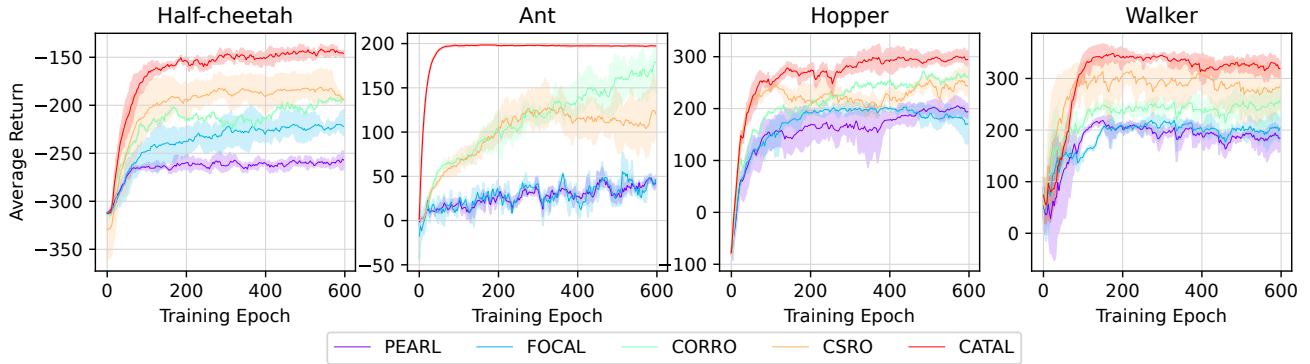 Half-cheetah Ant Hopper Walker
Average Return
−150
−200
−250
−300
−350
0 200 400 600
Training Epoch
200
150
100
50
0
−50
0 200 400 600
Training Epoch
300
200
100
0
−100
0 200 400 600
Training Epoch
300
200
100
0
0 200 400 600
Training Epoch
PEARL FOCAL CORRO CSRO CATAL